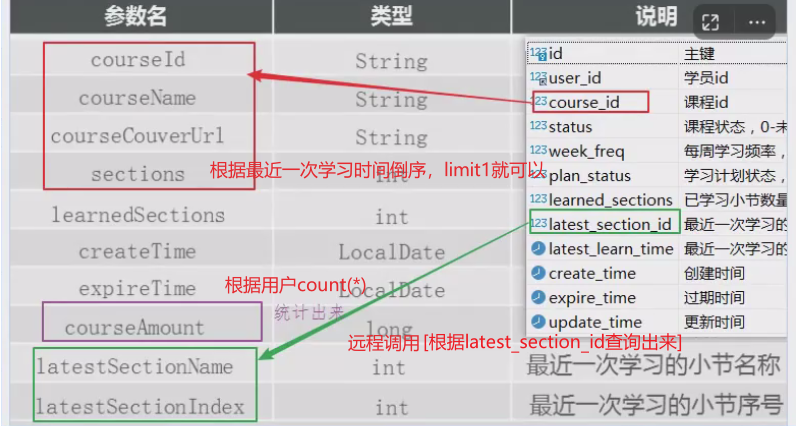 参数名 类型 说明
courseId String
courseName String
courseCouverUrl String
sections int
learnedSections int
createTime LocalDate
expireTime LocalDate
courseAmount long
latestSectionName int 最近一次学习的小节名称
latestSectionIndex int 最近一次学习的小节序号
123 id 主键
123 user_id 学员id
123 course_id 课程id
123 status 课程状态，0-未
123 week_freq 每周学习频率，
123 plan_status 学习计划状态，
123 learned_sections 已学习小节数量
123 latest_section_id 最近一次学习的
latest_learn_time 最近一次学习的
create_time 创建时间
expire_time 过期时间
update_time 更新时间
根据最近一次学习时间倒序，limit1就可以
根据用户count(*)
统计出来
远程调用[根据latest_section_id查询出来]